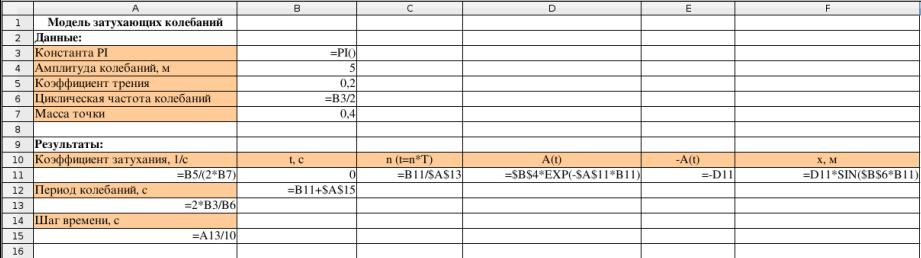 A B C D E F
1 Модель затухающих колебаний
2 Данные:
3 Константа PI =PI()
4 Амплитуда колебаний, м 5
5 Коэффициент трения 0,2
6 Циклическая частота колебаний =B3/2
7 Масса точки 0,4
8
9 Результаты:
10 Коэффициент затухания, 1/с t, с n (t=n*T) A(t) -A(t) x, м
11 =B5/(2*B7) 0 =B11/$A$13 =$B$4*EXP(-$A$11*B11) =-D11 =D11*SIN($B$6*B11)
12 Период колебаний, с =B11+$A$15
13 =2*B3/B6
14 Шаг времени, с
15 =A13/10
16